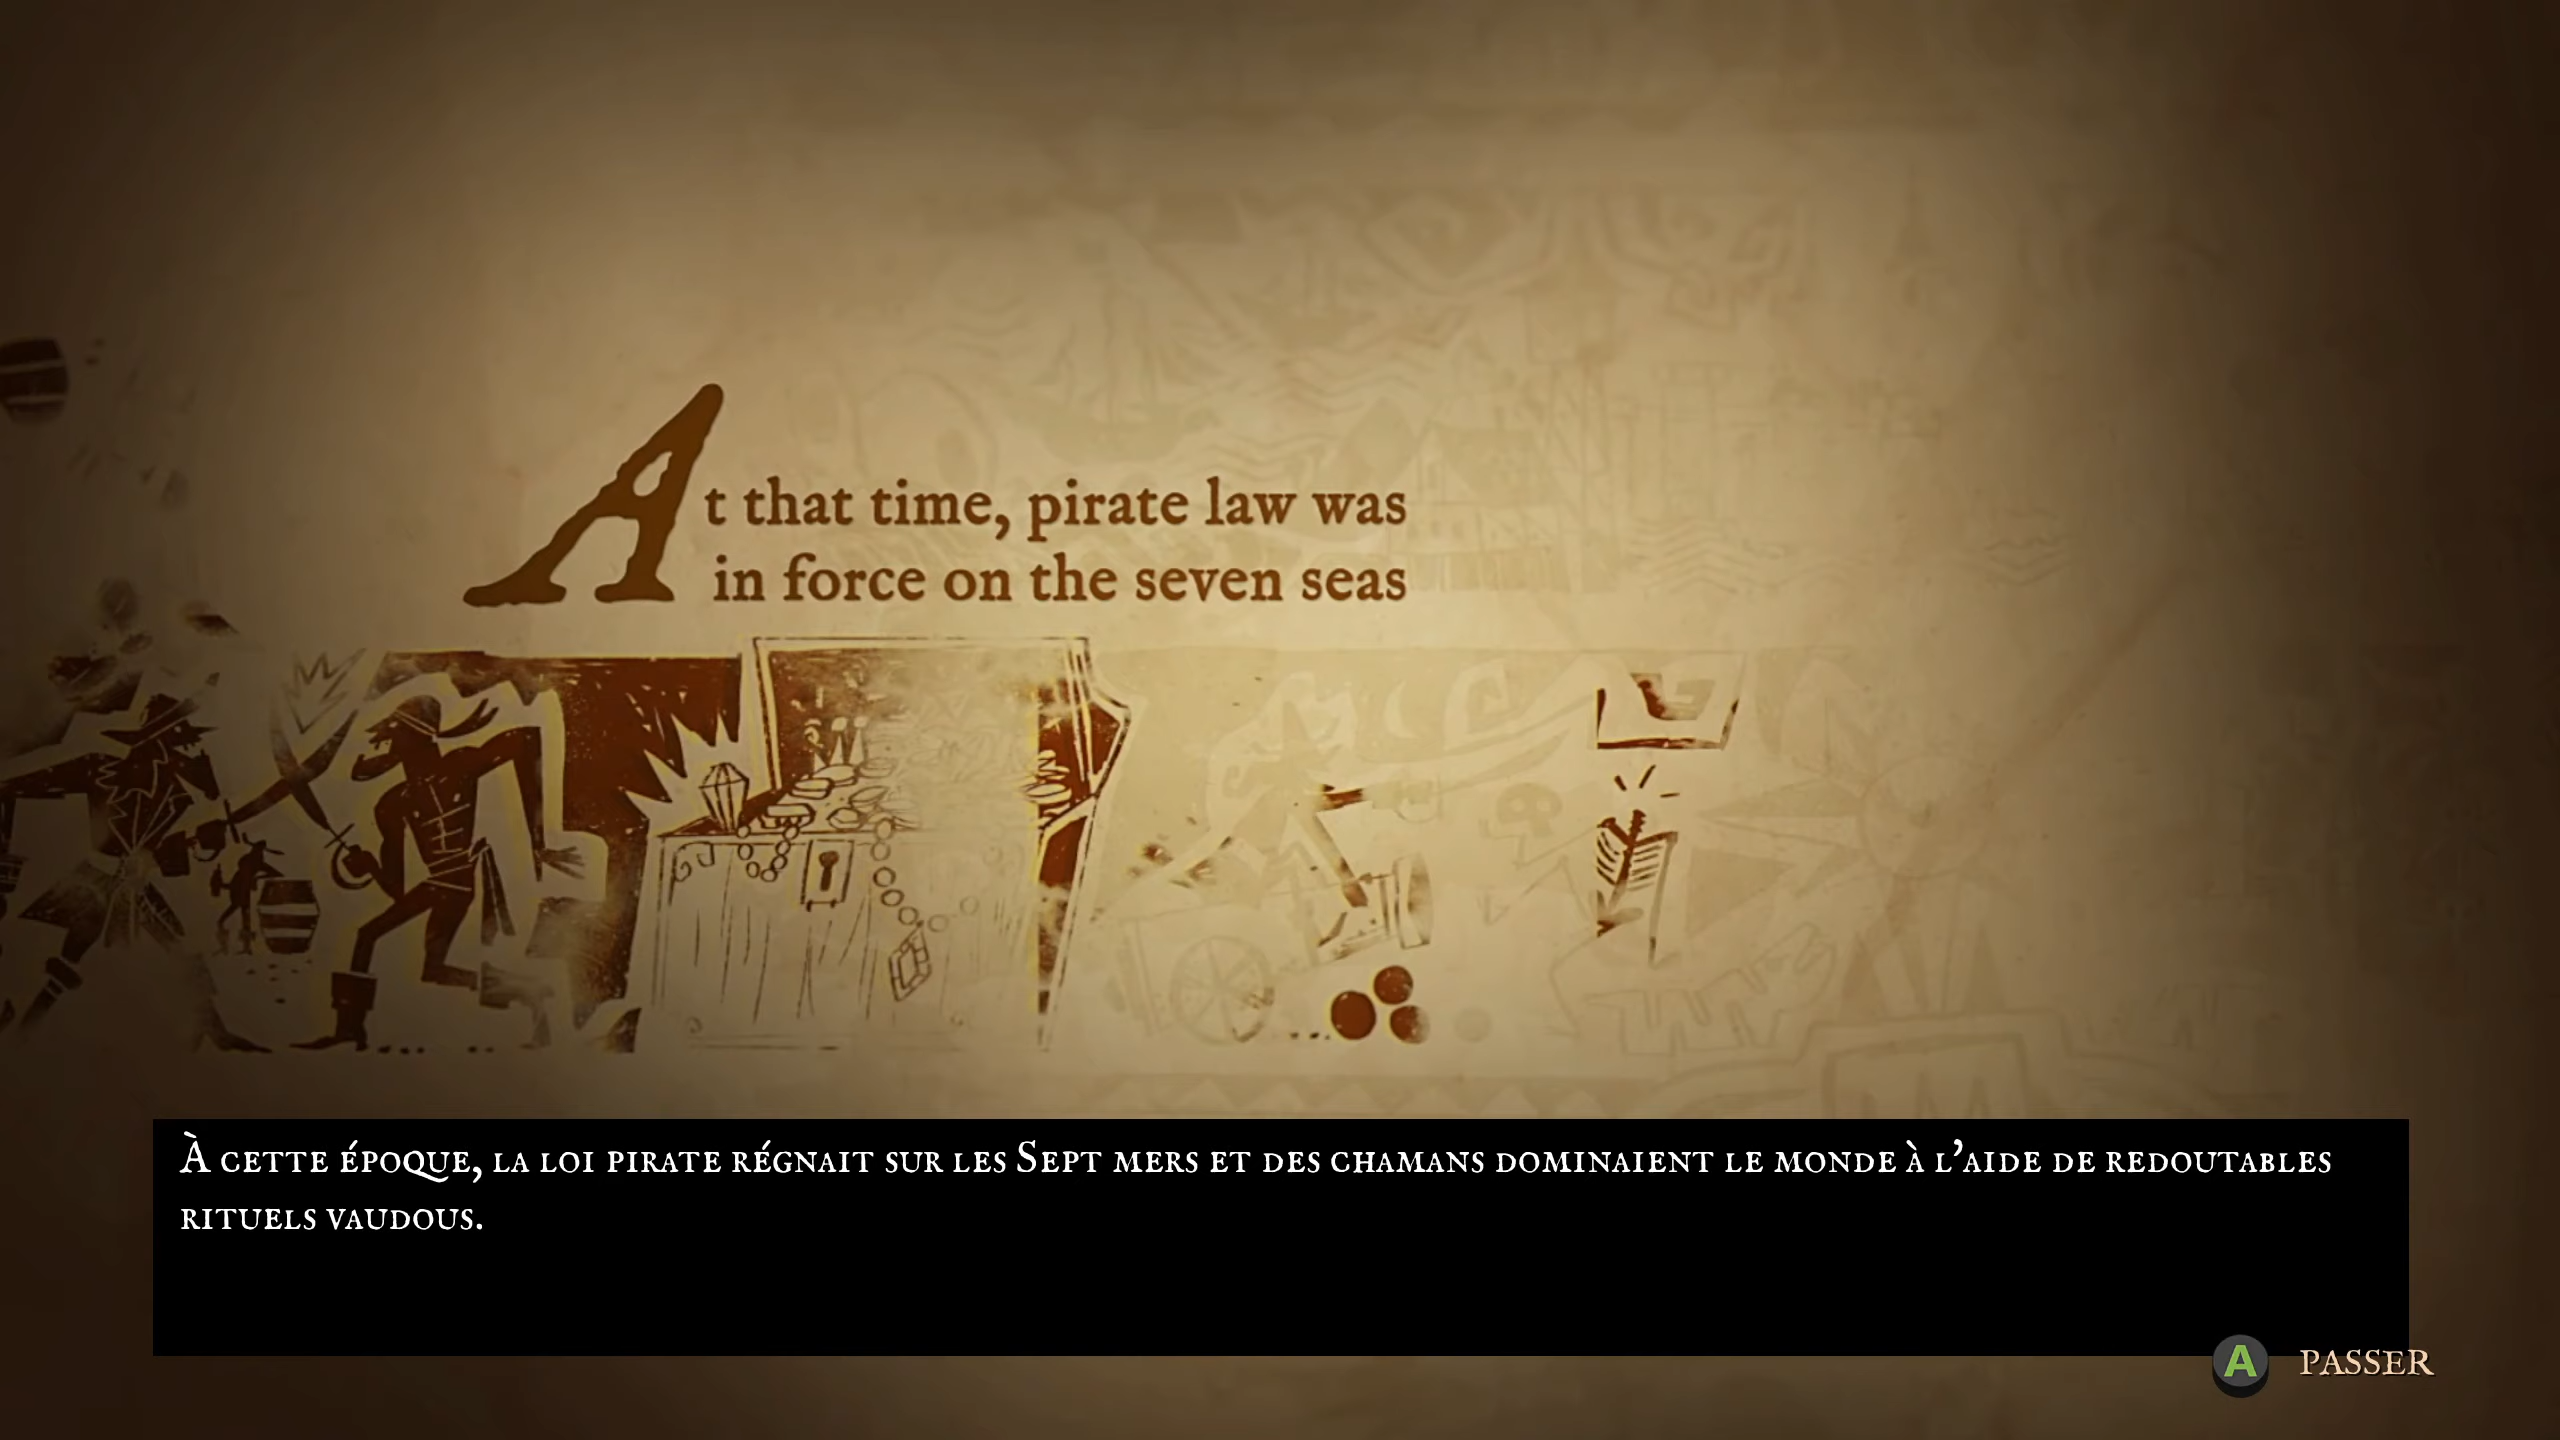 At that time, pirate law was
in force on the seven seas
À cette époque, la loi pirate régnait sur les Sept mers et des chamans dominaient le monde à l'aide de redoutables
rituels vaudous.
A PASSER